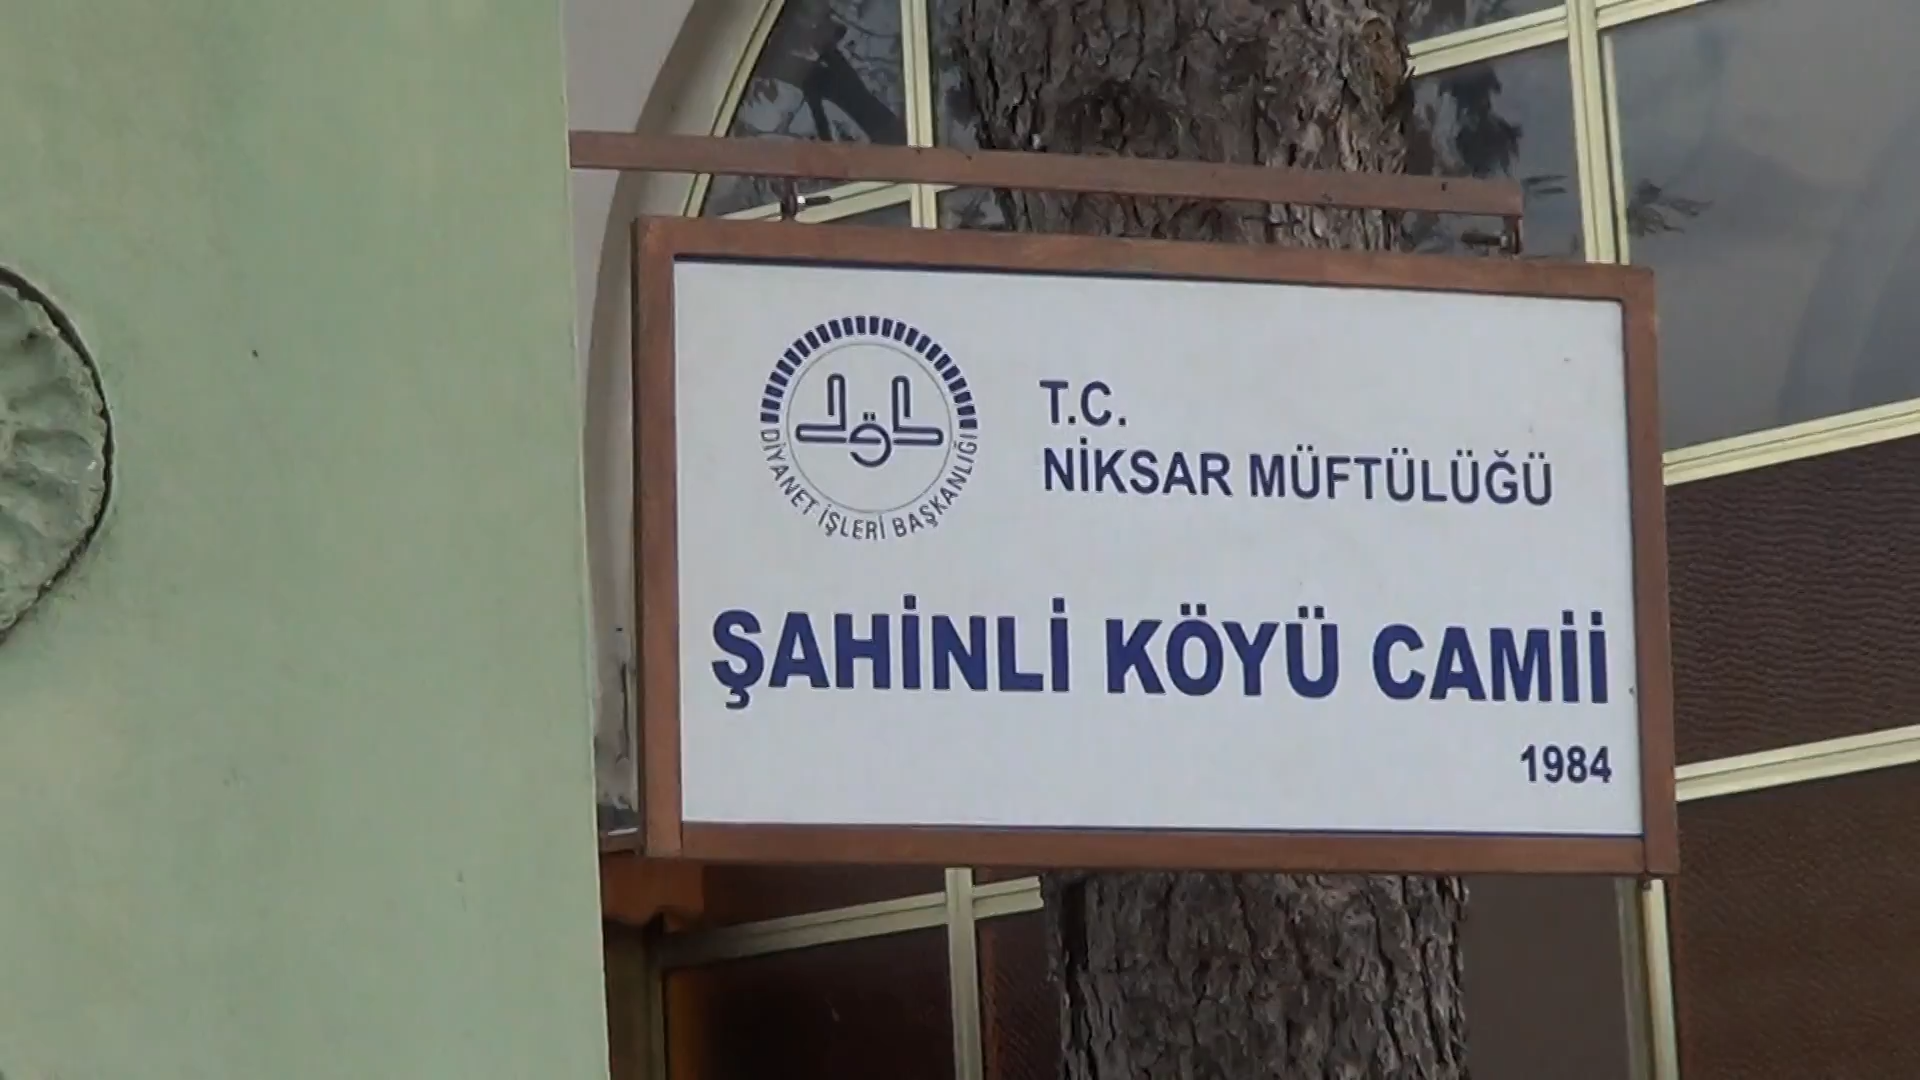 DİYANET İŞLERİ BAŞKANLIĞI
T.C.
NİKSAR MÜFTÜLÜĞÜ
ŞAHİNLİ KÖYÜ CAMİİ
1984